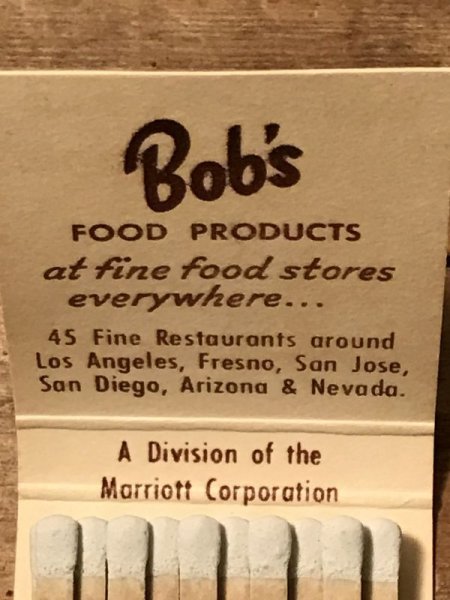 Bob's
FOOD PRODUCTS
at fine food stores
everywhere...
45 Fine Restaurants around
Los Angeles, Fresno, San Jose,
San Diego, Arizona & Nevada.
A Division of the
Marriott Corporation